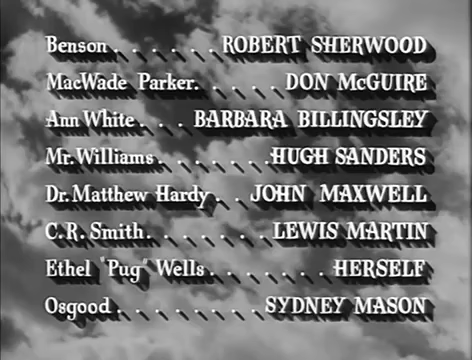 Benson. . . . . . ROBERT SHERWOOD
MacWade Parker. . . . . DON McGUIRE
Ann White. . . BARBARA BILLINGSLEY
Mr. Williams. . . . . . . HUGH SANDERS
Dr. Matthew Hardy. . JOHN MAXWELL
C.R. Smith. . . . . . . LEWIS MARTIN
Ethel "Pug" Wells. . . . . . . HERSELF
Osgood. . . . . . . . SYDNEY MASON